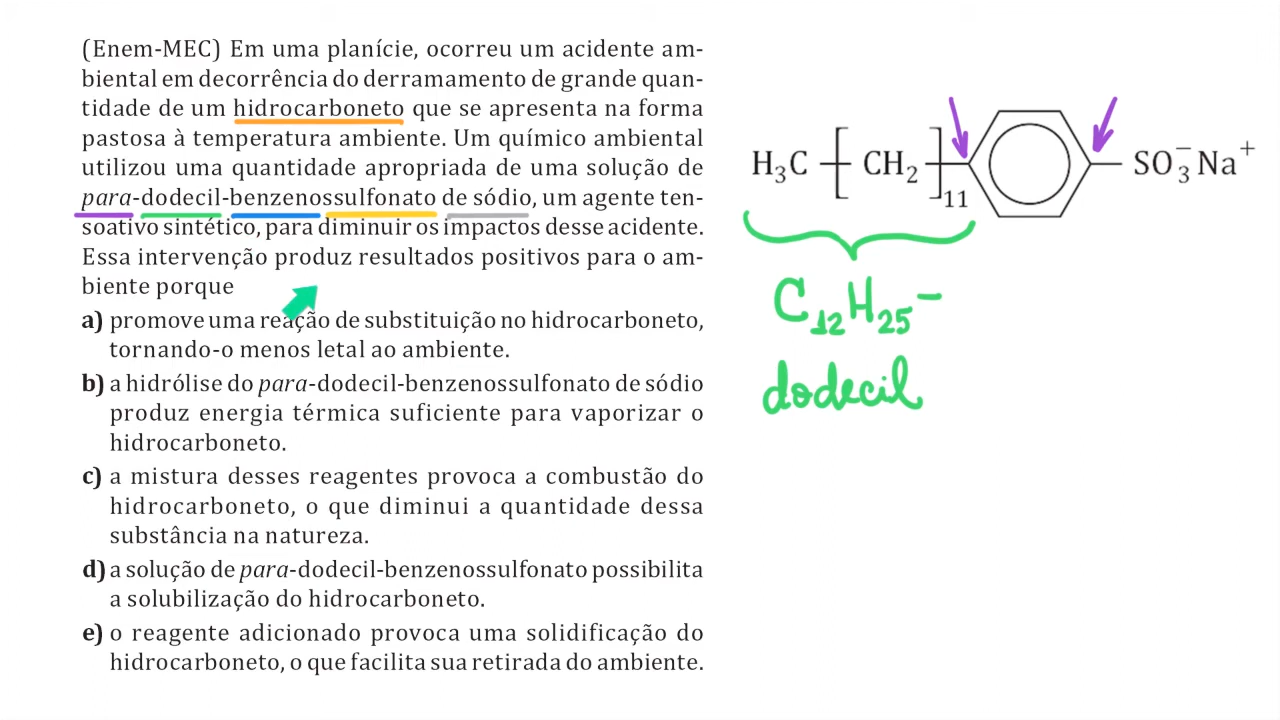 (Enem-MEC) Em uma planície, ocorreu um acidente am-
biental em decorrência do derramamento de grande quan-
tidade de um hidrocarboneto que se apresenta na forma
pastosa à temperatura ambiente. Um químico ambiental
utilizou uma quantidade apropriada de uma solução de
para-dodecil-benzenossulfonato de sódio, um agente ten-
soativo sintético, para diminuir os impactos desse acidente.
Essa intervenção produz resultados positivos para o am-
biente porque
a) promove uma reação de substituição no hidrocarboneto,
tornando-o menos letal ao ambiente.
b) a hidrólise do para-dodecil-benzenossulfonato de sódio
produz energia térmica suficiente para vaporizar o
hidrocarboneto.
c) a mistura desses reagentes provoca a combustão do
hidrocarboneto, o que diminui a quantidade dessa
substância na natureza.
d) a solução de para-dodecil-benzenossulfonato possibilita
a solubilização do hidrocarboneto.
e) o reagente adicionado provoca uma solidificação do
hidrocarboneto, o que facilita sua retirada do ambiente.
H₃C–[CH₂]₁₁–SO₃⁻Na⁺
C₁₂H₂₅–
dodecil